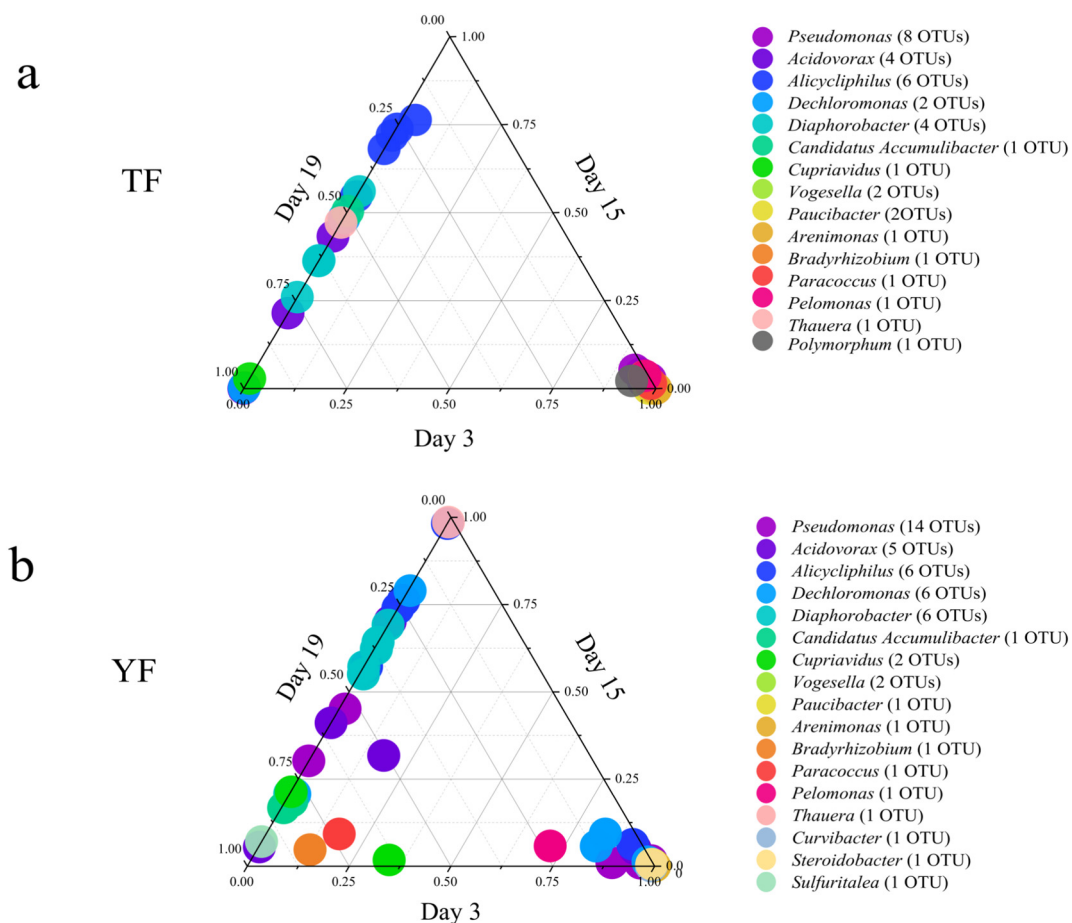 a
TF
0.00
1.00
0.25
0.75
Day 19
Day 15
0.50
0.50
0.75
0.25
1.00
0.00
0.00
0.25
0.50
0.75
1.00
Day 3
Pseudomonas (8 OTUs)
Acidovorax (4 OTUs)
Alicycliphilus (6 OTUs)
Dechloromonas (2 OTUs)
Diaphorobacter (4 OTUs)
Candidatus Accumulibacter (1 OTU)
Cupriavidus (1 OTU)
Vogesella (2 OTUs)
Paucibacter (2OTUs)
Arenimonas (1 OTU)
Bradyrhizobium (1 OTU)
Paracoccus (1 OTU)
Pelomonas (1 OTU)
Thauera (1 OTU)
Polymorphum (1 OTU)
b
YF
0.00
1.00
0.25
0.75
Day 19
Day 15
0.50
0.50
0.75
0.25
1.00
0.0
0
0.00
0.25
0.50
0.75
1.00
Day 3
Pseudomonas (14 OTUs)
Acidovorax (5 OTUs)
Alicycliphilus (6 OTUs)
Dechloromonas (6 OTUs)
Diaphorobacter (6 OTUs)
Candidatus Accumulibacter (1 OTU)
Cupriavidus (2 OTUs)
Vogesella (2 OTUs)
Paucibacter (1 OTU)
Arenimonas (1 OTU)
Bradyrhizobium (1 OTU)
Paracoccus (1 OTU)
Pelomonas (1 OTU)
Thauera (1 OTU)
Curvibacter (1 OTU)
Steroidobacter (1 OTU)
Sulfuritalea (1 OTU)